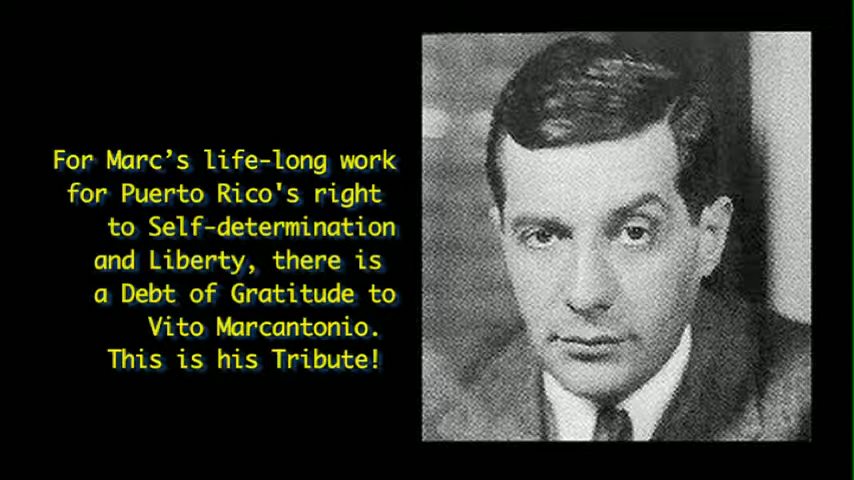 For Marc’s life-long work
for Puerto Rico's right
to Self-determination
and Liberty, there is
a Debt of Gratitude to
Vito Marcantonio.
This is his Tribute!